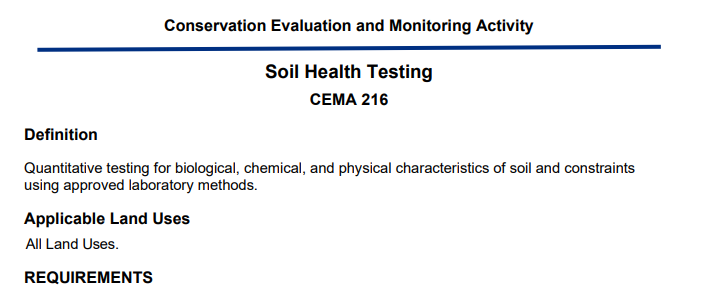 Conservation Evaluation and Monitoring Activity
Soil Health Testing
CEMA 216
Definition
Quantitative testing for biological, chemical, and physical characteristics of soil and constraints
using approved laboratory methods.
Applicable Land Uses
All Land Uses.
REQUIREMENTS